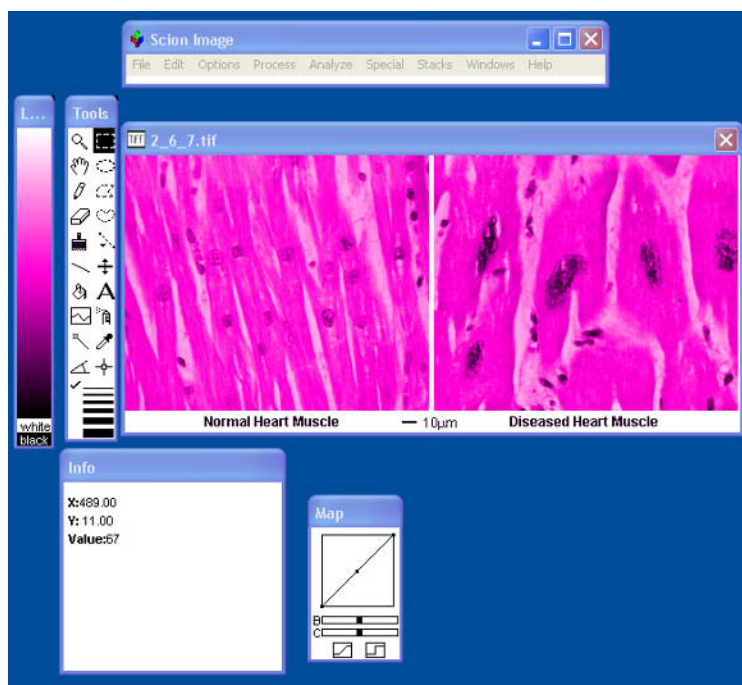 Scion Image
File Edit Options Process Analyze Special Stacks Windows Help
L...
Tools
TIFF 2_6_7.tif
A
white
black
Normal Heart Muscle 10µm Diseased Heart Muscle
Info
X:489.00
Y: 11.00
Value:67
Map
B
C